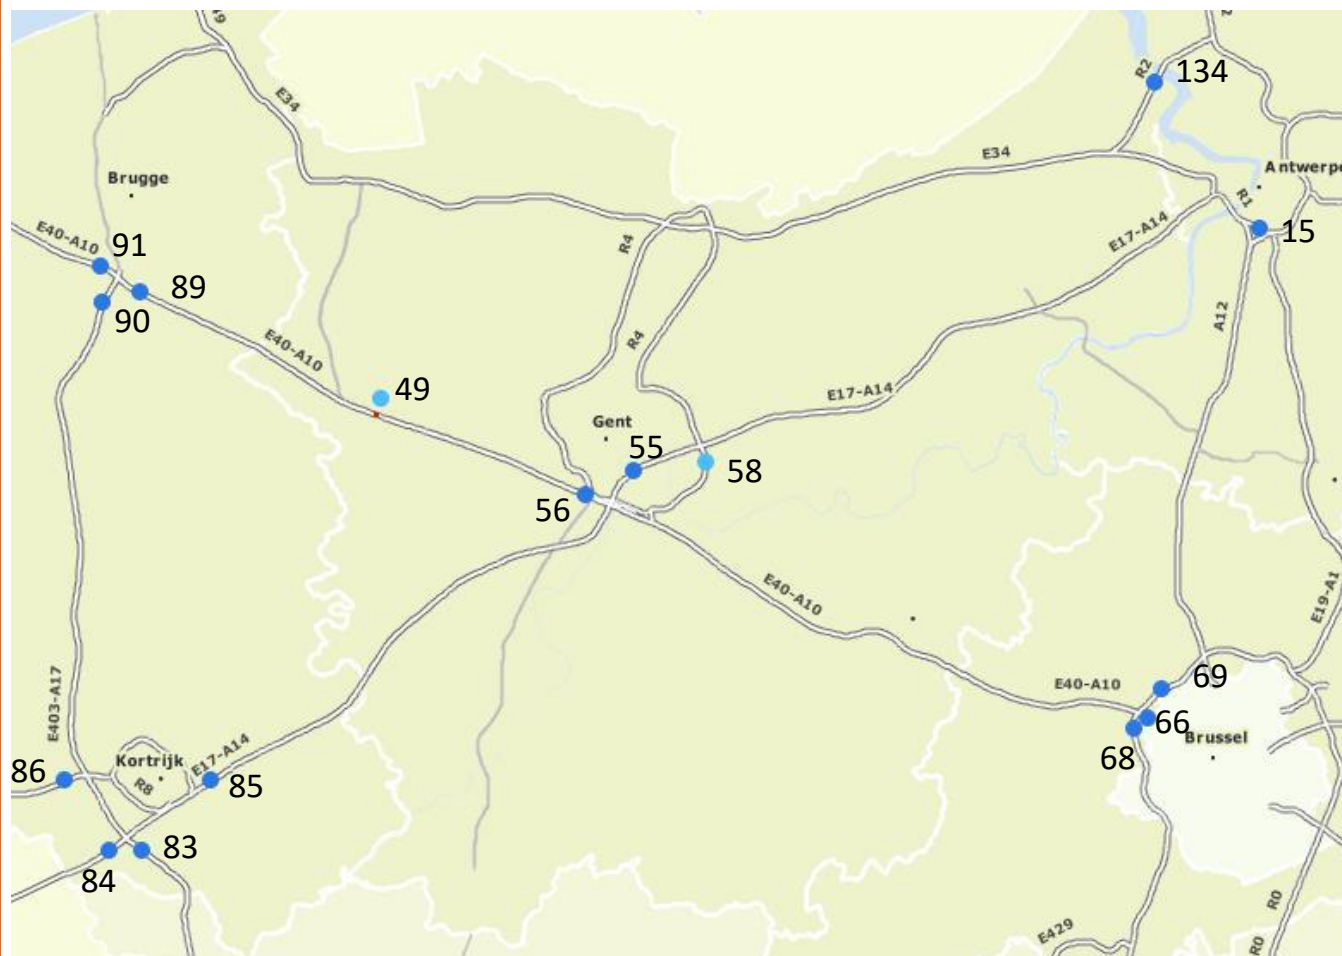 E34
R2
134
E34
Antwerpe
Brugge
R1
E40-A10
91
R4
E17-A14
15
89
90
A12
E40-A10
R4
49
E17-A14
Gent
55
58
56
E40-A10
E19-A1
E403-A17
E40-A10
69
66
68
Brussel
E17-A14
Kortrijk
86
R8
85
83
84
R0
E429
R0